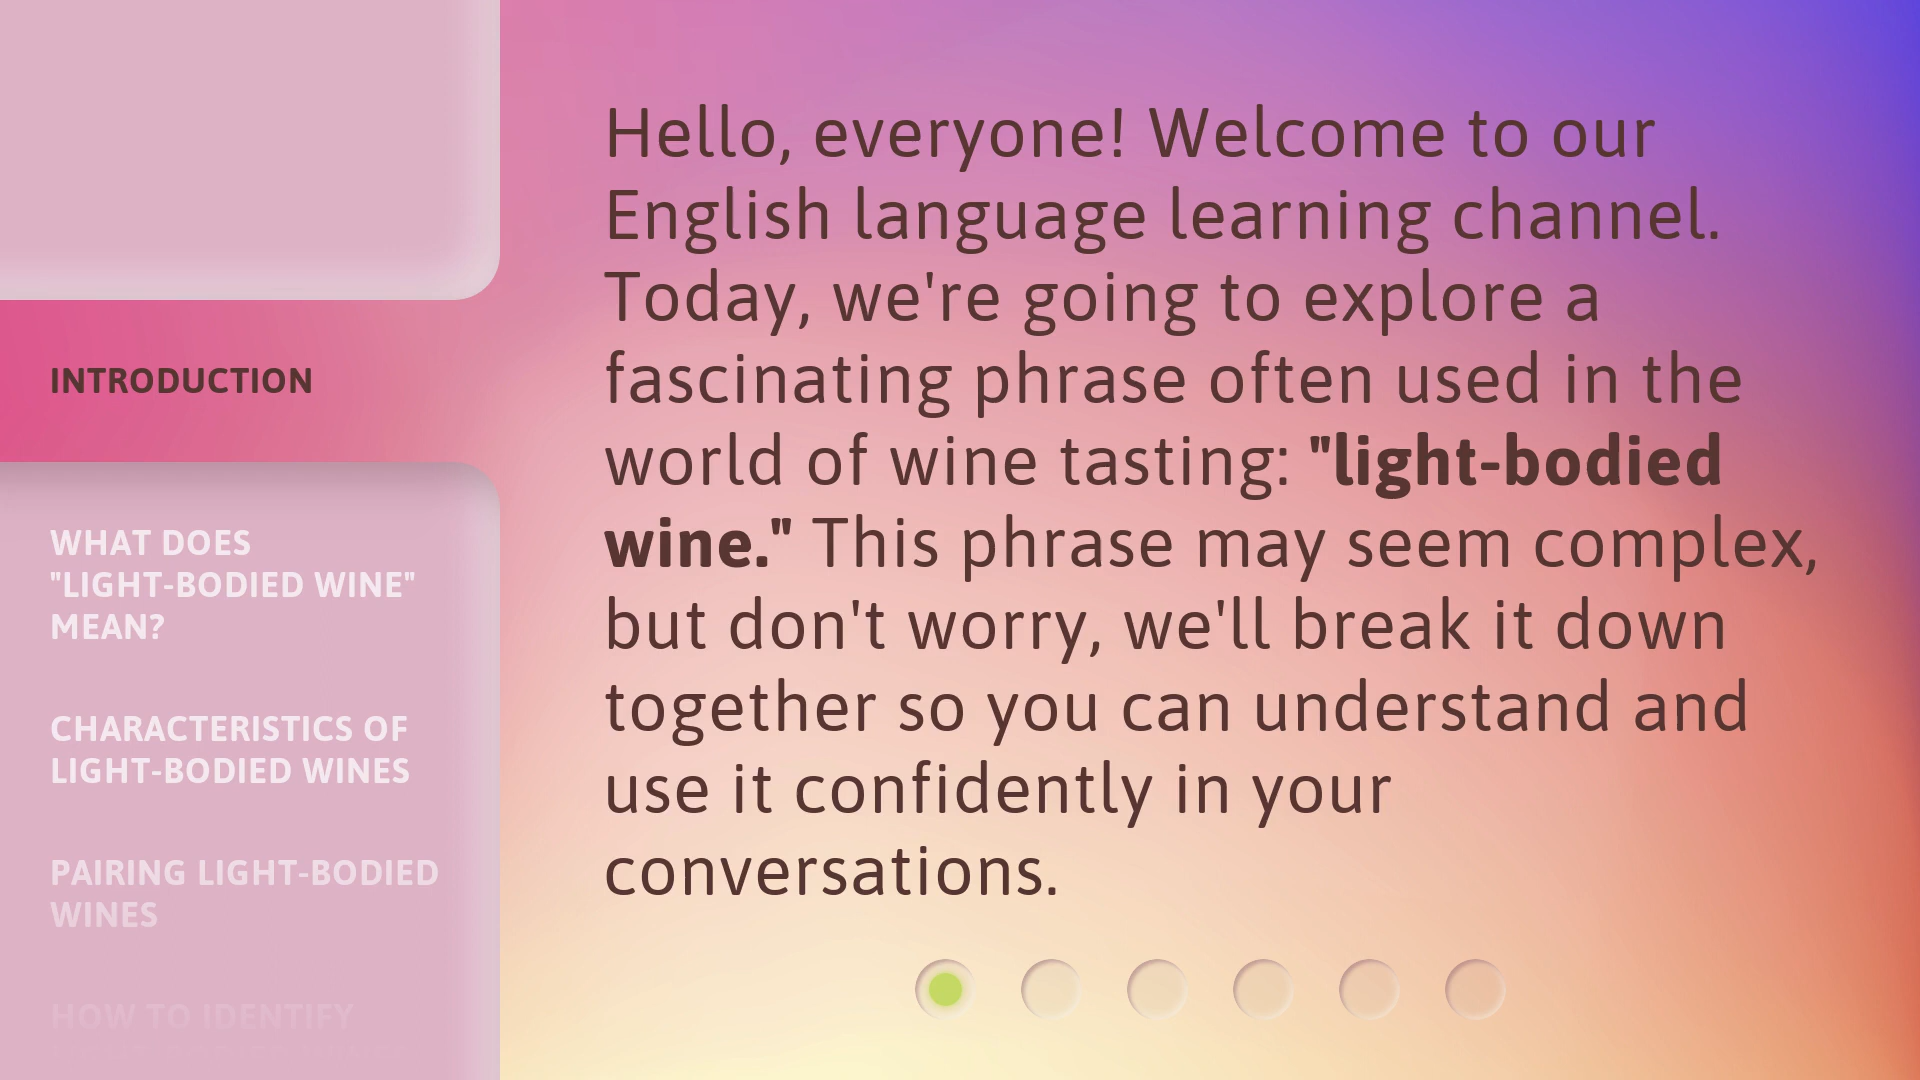 INTRODUCTION
WHAT DOES
"LIGHT-BODIED WINE"
MEAN?
CHARACTERISTICS OF
LIGHT-BODIED WINES
PAIRING LIGHT-BODIED
WINES
HOW TO IDENTIFY
Hello, everyone! Welcome to our
English language learning channel.
Today, we're going to explore a
fascinating phrase often used in the
world of wine tasting: "light-bodied
wine." This phrase may seem complex,
but don't worry, we'll break it down
together so you can understand and
use it confidently in your
conversations.